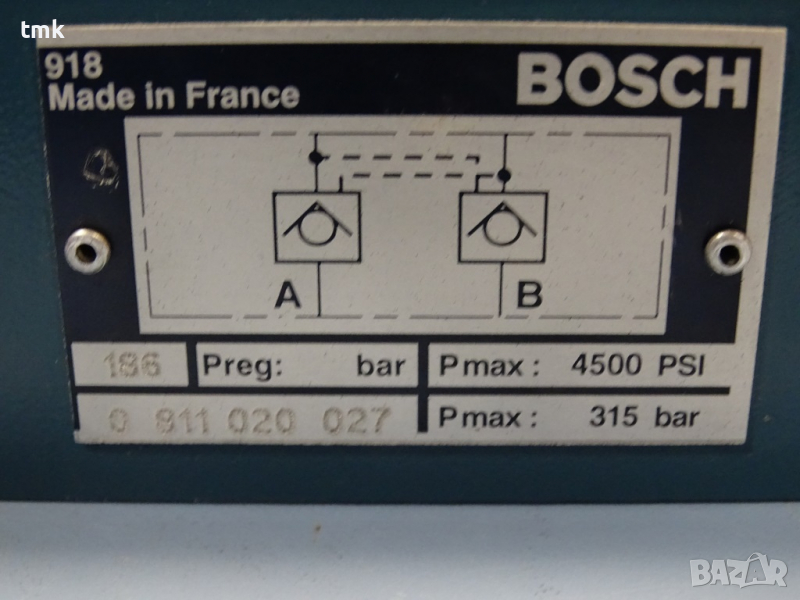 tmk
918
Made in France
BOSCH
A
B
186
Preg: bar
Pmax: 4500 PSI
0 811 020 027
Pmax: 315 bar
BAZAR